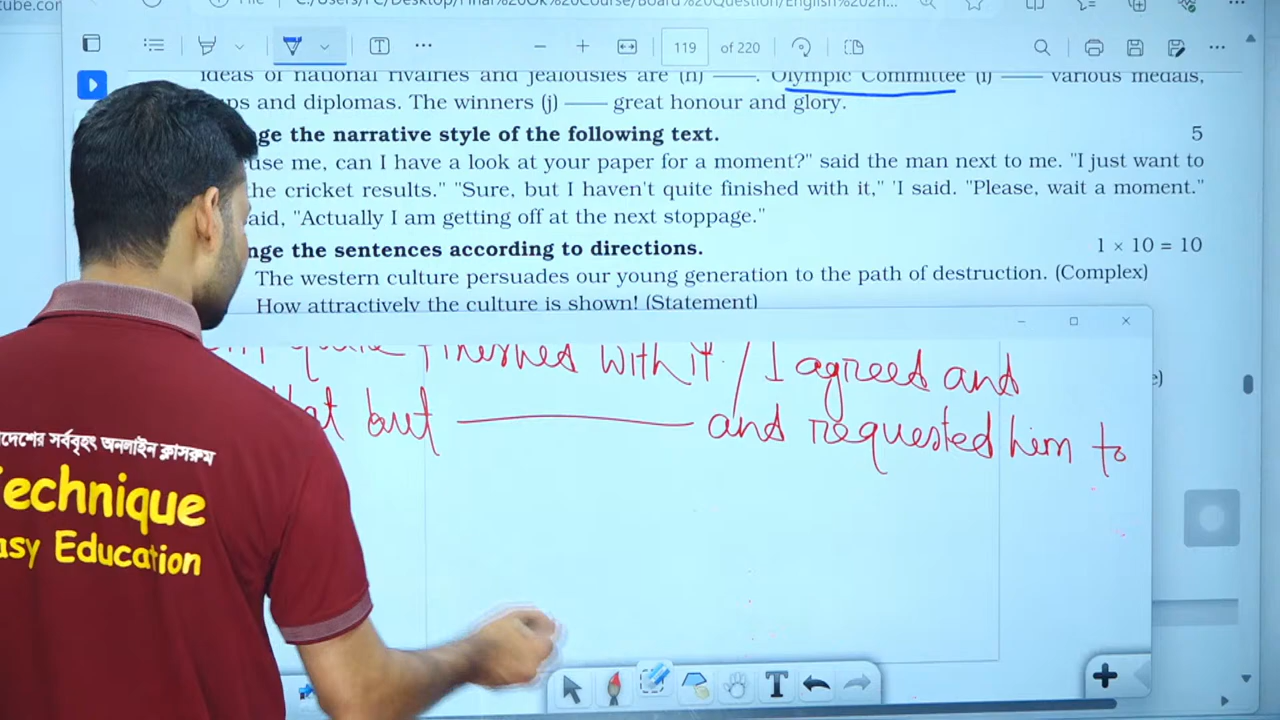 File
C:/Users/PC/Desktop/Final%20Ok%20Course/Board%20Question/English%202n...
119 of 220
ideas of national rivalries and jealousies are (h) ——. Olympic Committee (i) —— various medals,
ps and diplomas. The winners (j) —— great honour and glory.
nge the narrative style of the following text. 5
use me, can I have a look at your paper for a moment?" said the man next to me. "I just want to
the cricket results." "Sure, but I haven't quite finished with it," 'I said. "Please, wait a moment."
aid, "Actually I am getting off at the next stoppage."
nge the sentences according to directions. 1 × 10 = 10
The western culture persuades our young generation to the path of destruction. (Complex)
How attractively the culture is shown! (Statement)
e)
quite finished with it / I agreed and
but ———— and requested him to
দেশের সর্ববৃহৎ অনলাইন ক্লাসরুম
Technique
asy Education
T